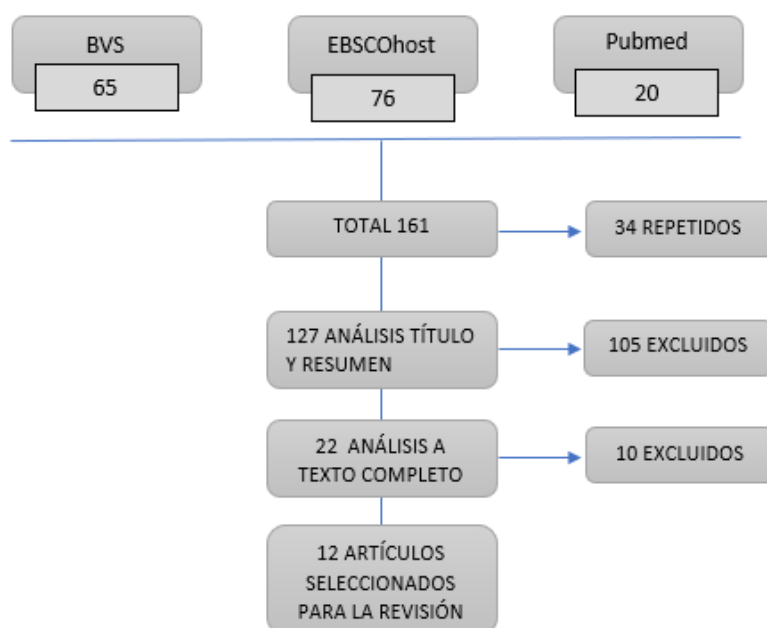 BVS
65
EBSCOhost
76
Pubmed
20
TOTAL 161
34 REPETIDOS
127 ANÁLISIS TÍTULO
Y RESUMEN
105 EXCLUIDOS
22 ANÁLISIS A
TEXTO COMPLETO
10 EXCLUIDOS
12 ARTÍCULOS
SELECCIONADOS
PARA LA REVISIÓN